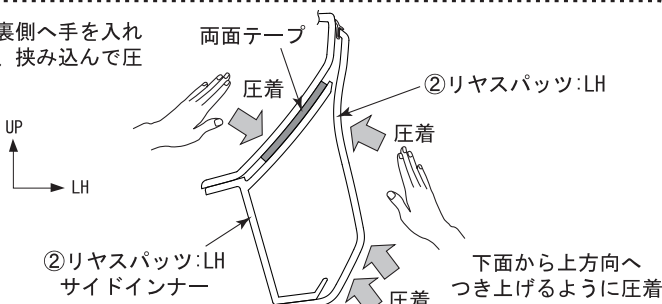 裏側へ手を入れ
、挟み込んで圧
両面テープ
圧着
②リヤスパッツ:LH
圧着
UP
LH
②リヤスパッツ:LH
サイドインナー
下面から上方向へ
つき上げるように圧着
圧着